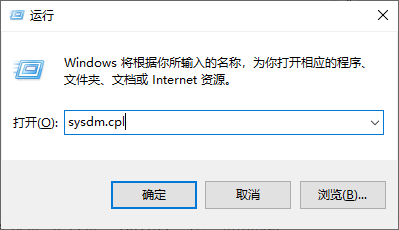 运行
Windows 将根据你所输入的名称，为你打开相应的程序、
文件夹、文档或 Internet 资源。
打开(O): sysdm.cpl
确定 取消 浏览(B)...